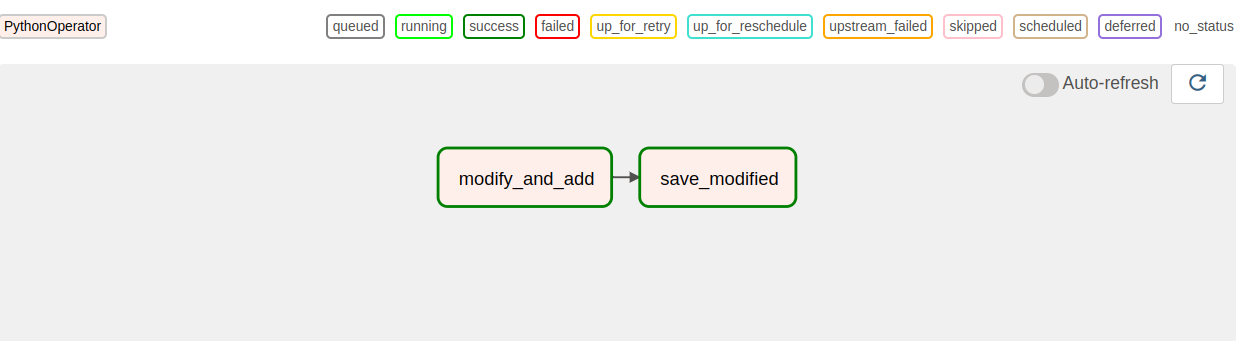 PythonOperator queued running success failed up_for_retry up_for_reschedule upstream_failed skipped scheduled deferred no_status
Auto-refresh
modify_and_add save_modified